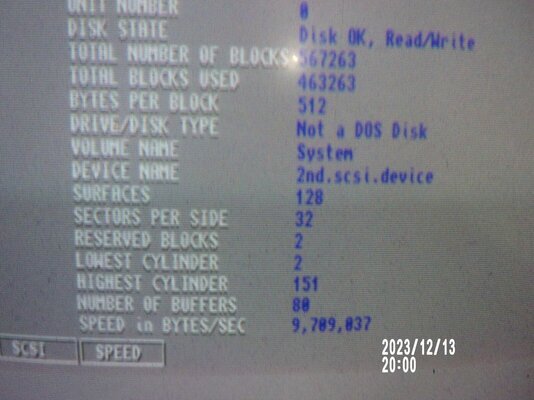 UNIT NUMBER 0
DISK STATE Disk OK, Read/Write
TOTAL NUMBER OF BLOCKS 567263
TOTAL BLOCKS USED 463263
BYTES PER BLOCK 512
DRIVE/DISK TYPE Not a DOS Disk
VOLUME NAME System
DEVICE NAME 2nd.scsi.device
SURFACES 128
SECTORS PER SIDE 32
RESERVED BLOCKS 2
LOWEST CYLINDER 2
HIGHEST CYLINDER 151
NUMBER OF BUFFERS 80
SPEED in BYTES/SEC 9,709,037
SCSI SPEED
2023/12/13
20:00